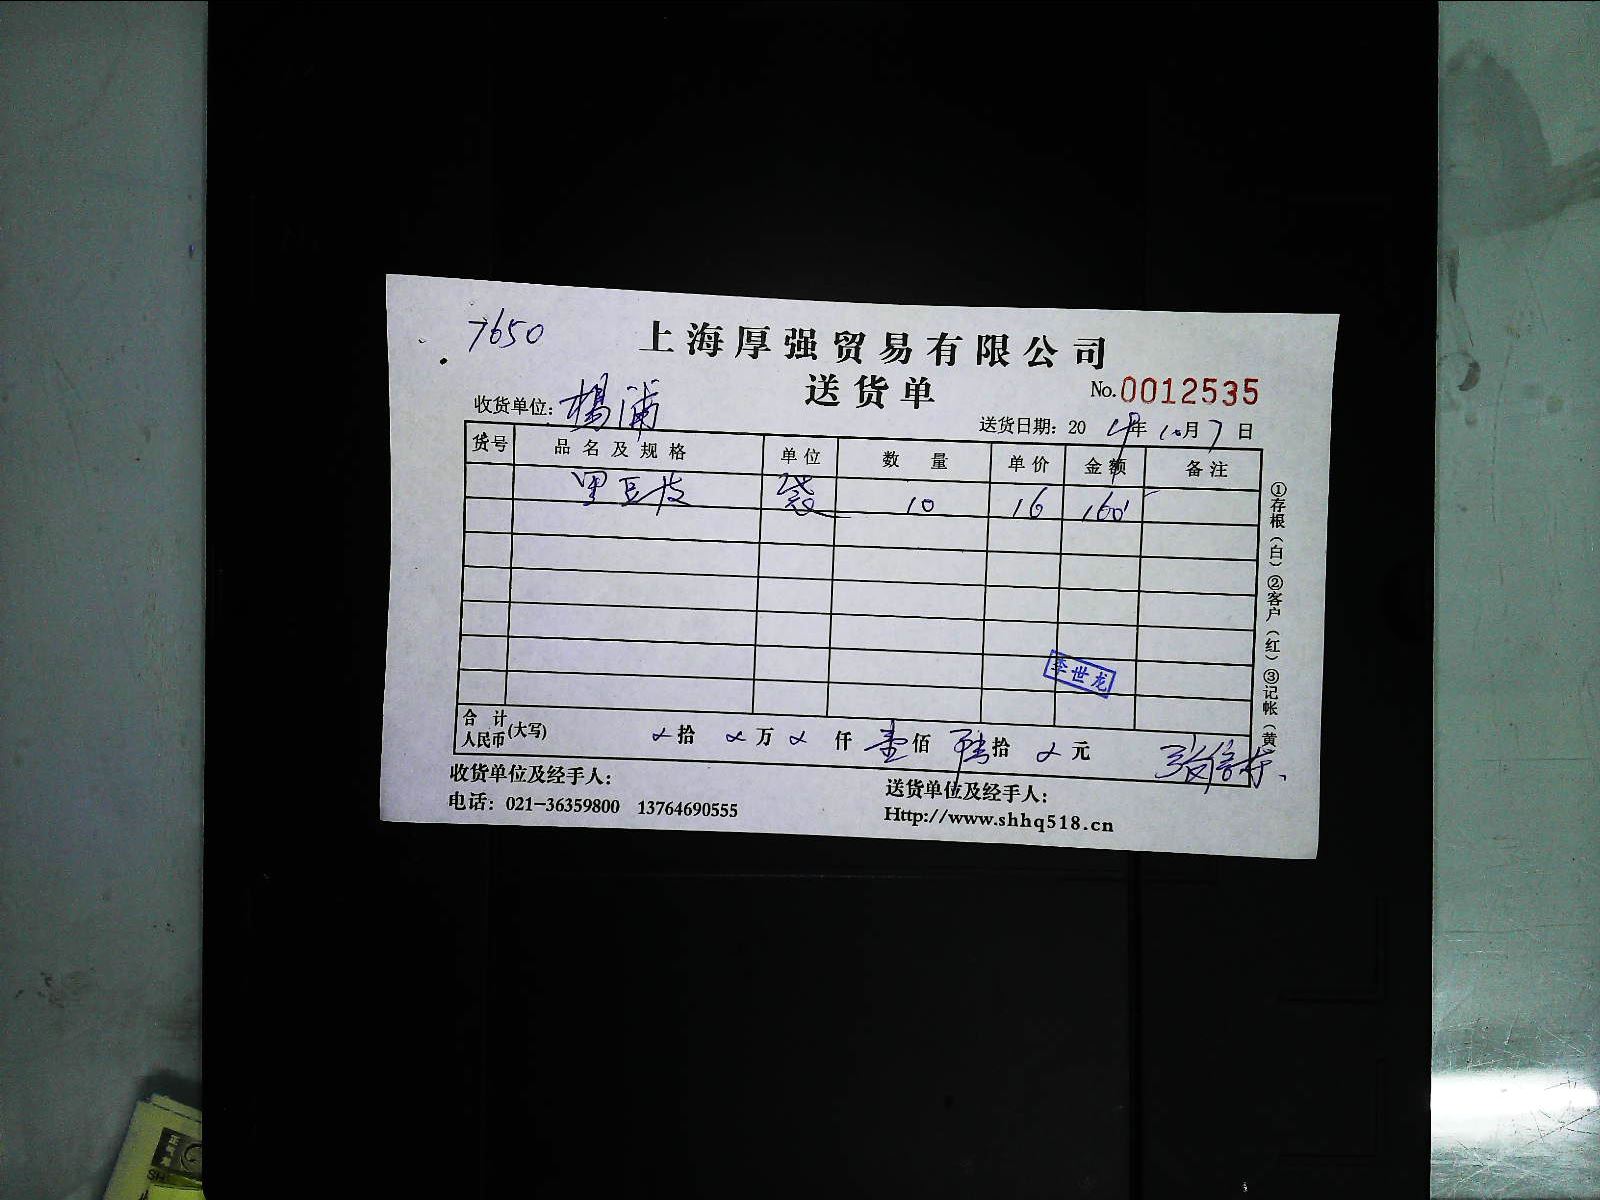 7650
上海厚强贸易有限公司
送货单
No.0012535
收货单位：杨浦
送货日期：20 14年10月7日
货号 品名及规格 单位 数量 单价 金额 备注
黑豆皮 袋 10 16 160
①存根（白）②客户（红）③记帐（黄
李世龙
合计人民币(大写) 拾 万 仟 壹佰 陆拾 元
收货单位及经手人：
送货单位及经手人：
电话：021-36359800 13764690555
Http://www.shhq518.cn